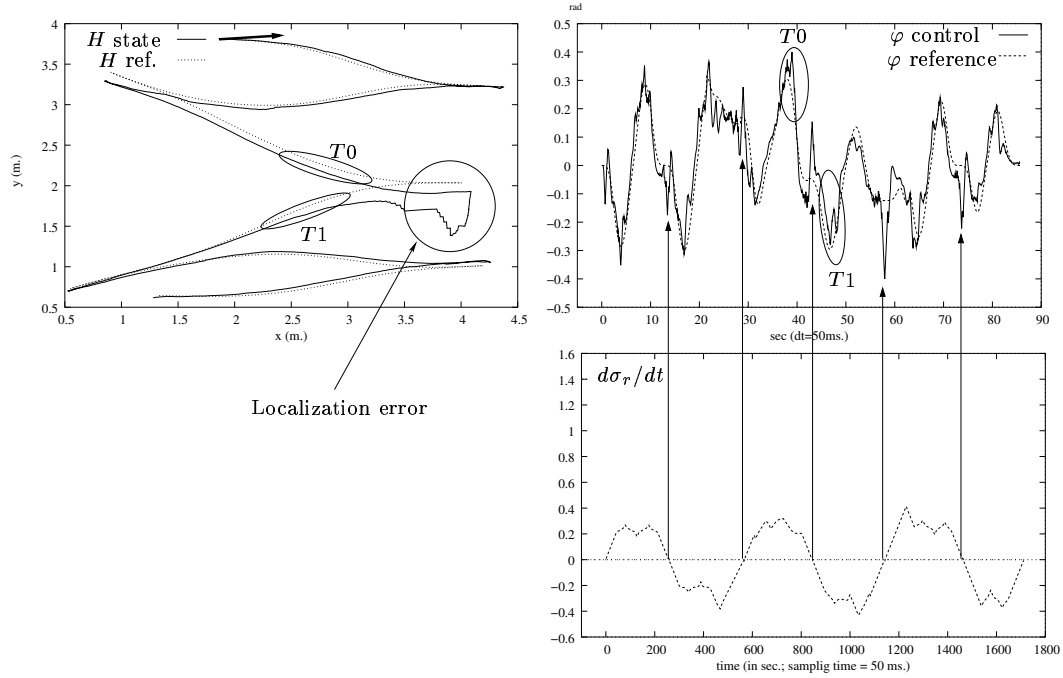 4
3.5
3
2.5
2
1.5
1
0.5
y (m.)
H state
H ref.
T0
T1
0.5 1 1.5 2 2.5 3 3.5 4 4.5
x (m.)
Localization error
rad
0.5
0.4
0.3
0.2
0.1
0
−0.1
−0.2
−0.3
−0.4
−0.5
T0
φ control
φ reference
T1
0 10 20 30 40 50 60 70 80 90
sec (dt=50ms.)
1.6
1.4
1.2
1
0.8
0.6
0.4
0.2
0
−0.2
−0.4
−0.6
dσr/dt
0 200 400 600 800 1000 1200 1400 1600 1800
time (in sec.; samplig time = 50 ms.)